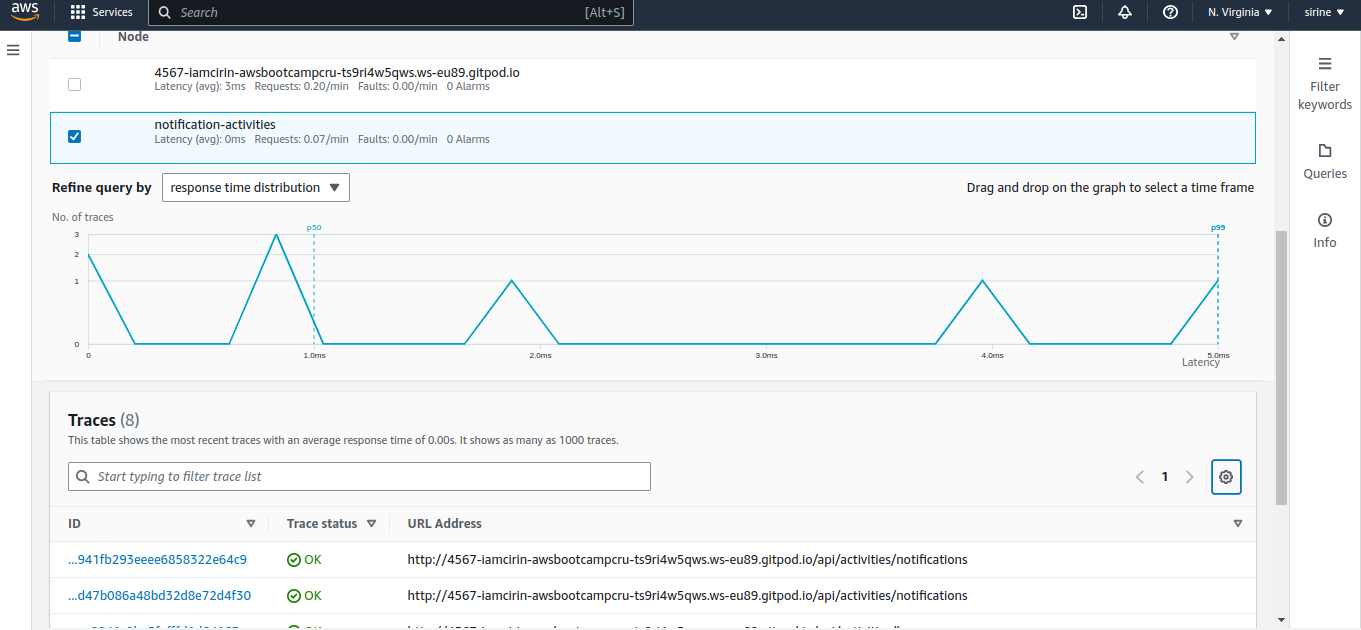 aws Services Search [Alt+S] N. Virginia sirine
Node
4567-iamcirin-awsbootcampcru-ts9ri4w5qws.ws-eu89.gitpod.io
Latency (avg): 3ms Requests: 0.20/min Faults: 0.00/min 0 Alarms
notification-activities
Latency (avg): 0ms Requests: 0.07/min Faults: 0.00/min 0 Alarms
Filter
keywords
Queries
Info
Refine query by response time distribution Drag and drop on the graph to select a time frame
No. of traces
p50 p99
3
2
1
0
0 1.0ms 2.0ms 3.0ms 4.0ms 5.0ms
Latency
Traces (8)
This table shows the most recent traces with an average response time of 0.00s. It shows as many as 1000 traces.
Start typing to filter trace list 1
ID Trace status URL Address
...941fb293eeee6858322e64c9 OK http://4567-iamcirin-awsbootcampcru-ts9ri4w5qws.ws-eu89.gitpod.io/api/activities/notifications
...d47b086a48bd32d8e72d4f30 OK http://4567-iamcirin-awsbootcampcru-ts9ri4w5qws.ws-eu89.gitpod.io/api/activities/notifications